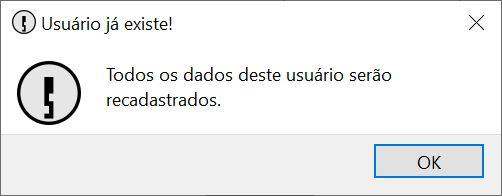 Usuário já existe!
Todos os dados deste usuário serão
recadastrados.
OK